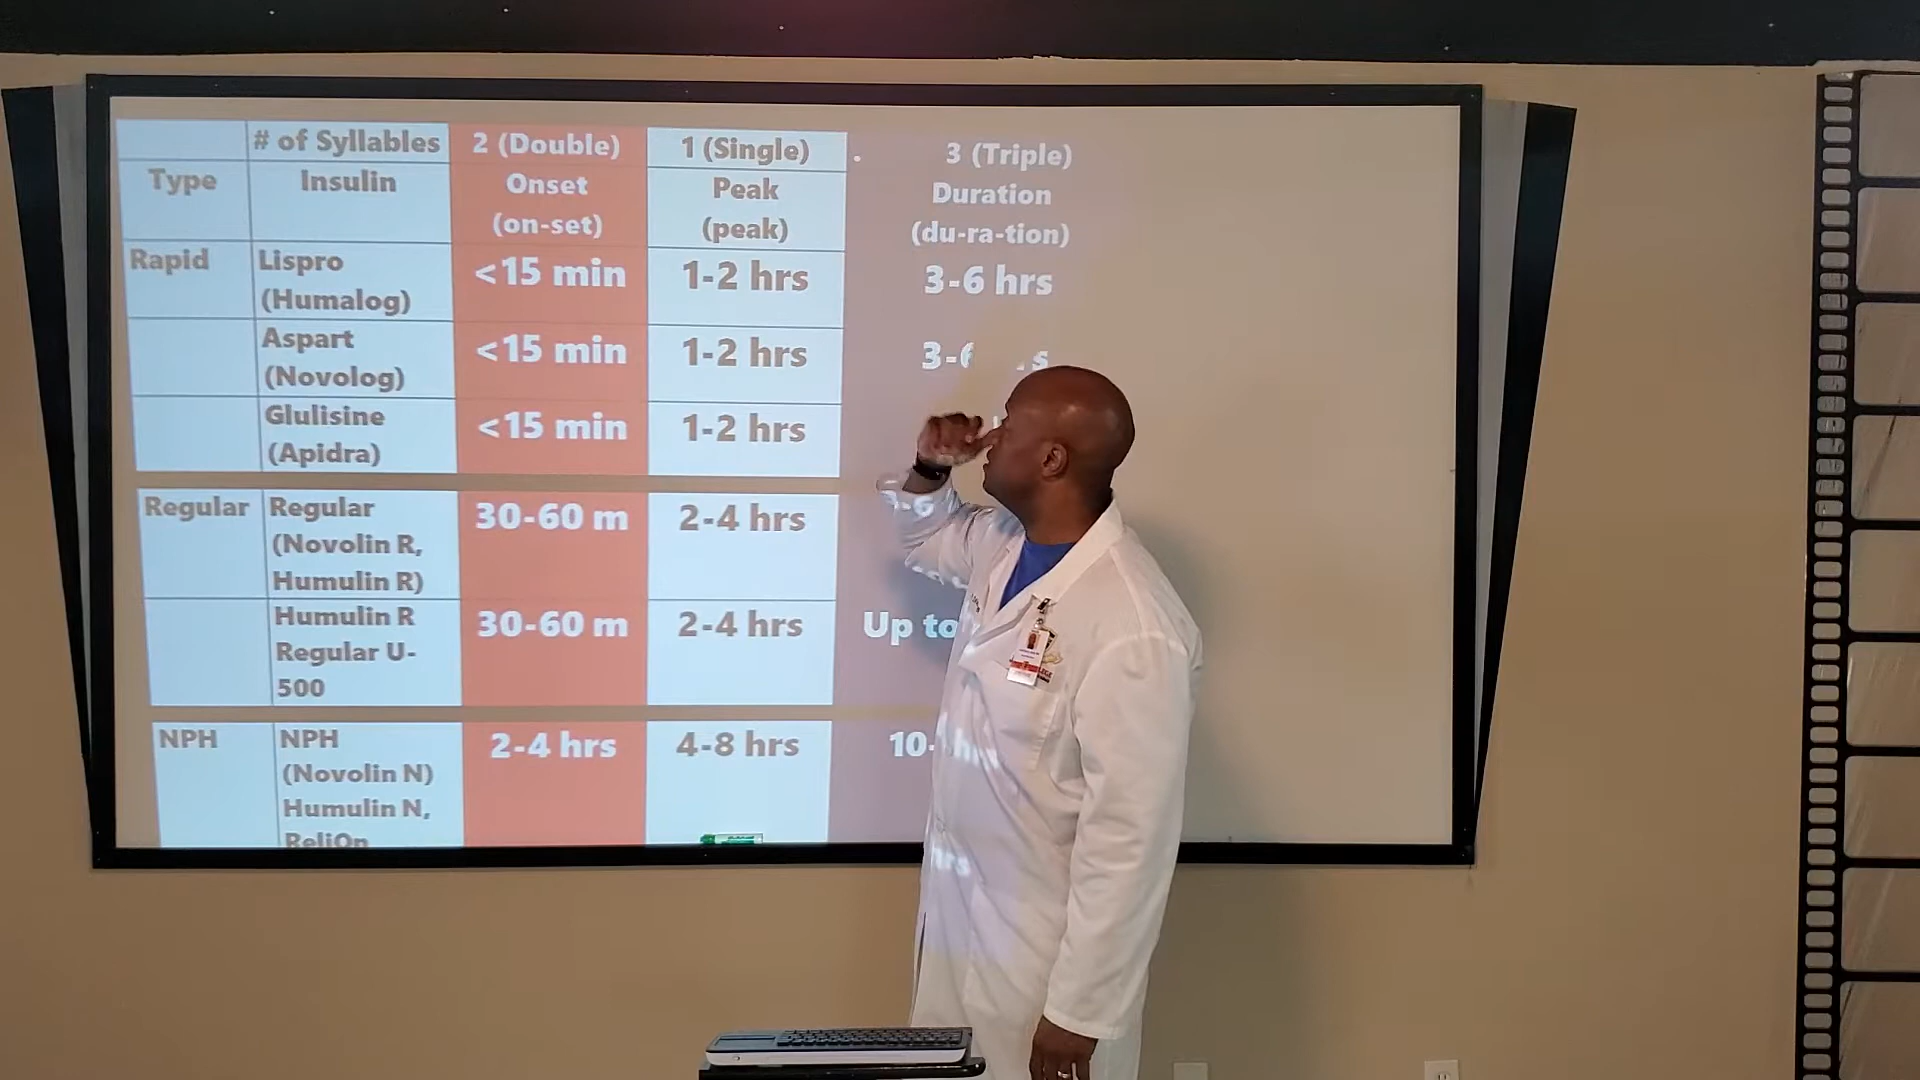 # of Syllables 2 (Double) 1 (Single) 3 (Triple)
Type Insulin Onset Peak Duration
(on-set) (peak) (du-ra-tion)
Rapid Lispro <15 min 1-2 hrs 3-6 hrs
(Humalog)
Aspart <15 min 1-2 hrs
(Novolog)
Glulisine <15 min 1-2 hrs
(Apidra)
Regular Regular 30-60 m 2-4 hrs
(Novolin R,
Humulin R)
Humulin R 30-60 m 2-4 hrs Up to
Regular U-
500
NPH NPH 2-4 hrs 4-8 hrs 10-
(Novolin N)
Humulin N,
ReliOn
hrs